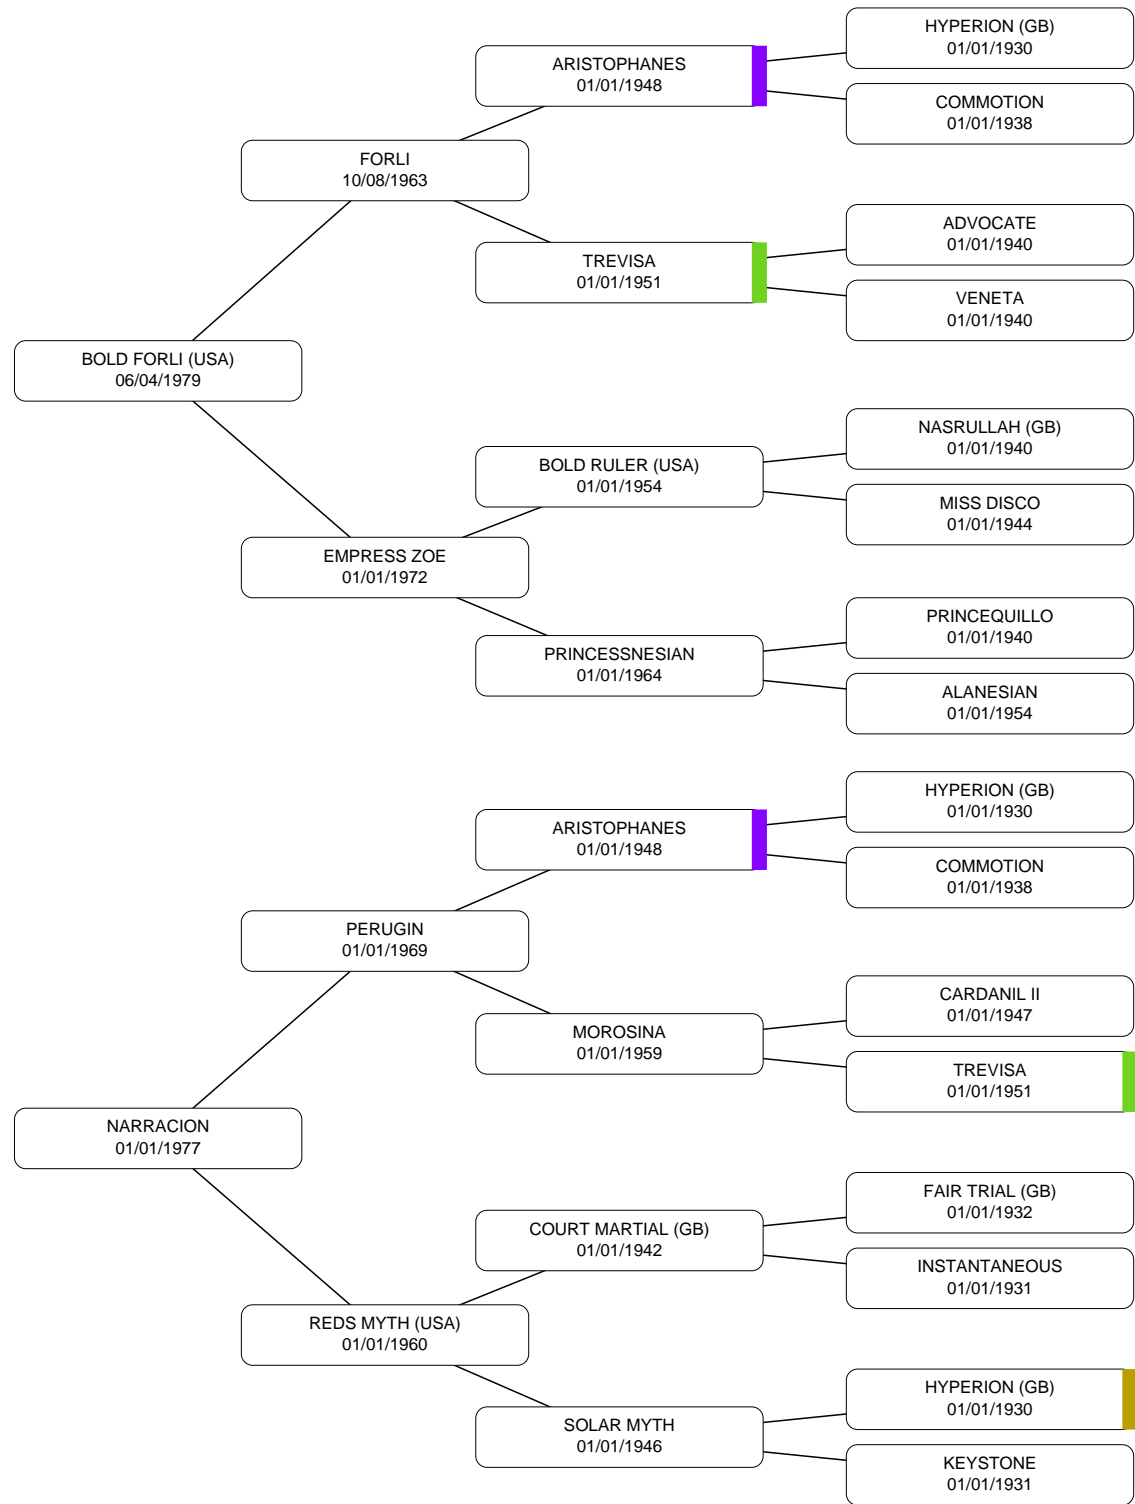 HYPERION (GB)
01/01/1930
ARISTOPHANES
01/01/1948
COMMOTION
01/01/1938
FORLI
10/08/1963
ADVOCATE
01/01/1940
TREVISA
01/01/1951
VENETA
01/01/1940
BOLD FORLI (USA)
06/04/1979
NASRULLAH (GB)
01/01/1940
BOLD RULER (USA)
01/01/1954
MISS DISCO
01/01/1944
EMPRESS ZOE
01/01/1972
PRINCEQUILLO
01/01/1940
PRINCESSNESIAN
01/01/1964
ALANESIAN
01/01/1954
HYPERION (GB)
01/01/1930
ARISTOPHANES
01/01/1948
COMMOTION
01/01/1938
PERUGIN
01/01/1969
CARDANIL II
01/01/1947
MOROSINA
01/01/1959
TREVISA
01/01/1951
NARRACION
01/01/1977
FAIR TRIAL (GB)
01/01/1932
COURT MARTIAL (GB)
01/01/1942
INSTANTANEOUS
01/01/1931
REDS MYTH (USA)
01/01/1960
HYPERION (GB)
01/01/1930
SOLAR MYTH
01/01/1946
KEYSTONE
01/01/1931